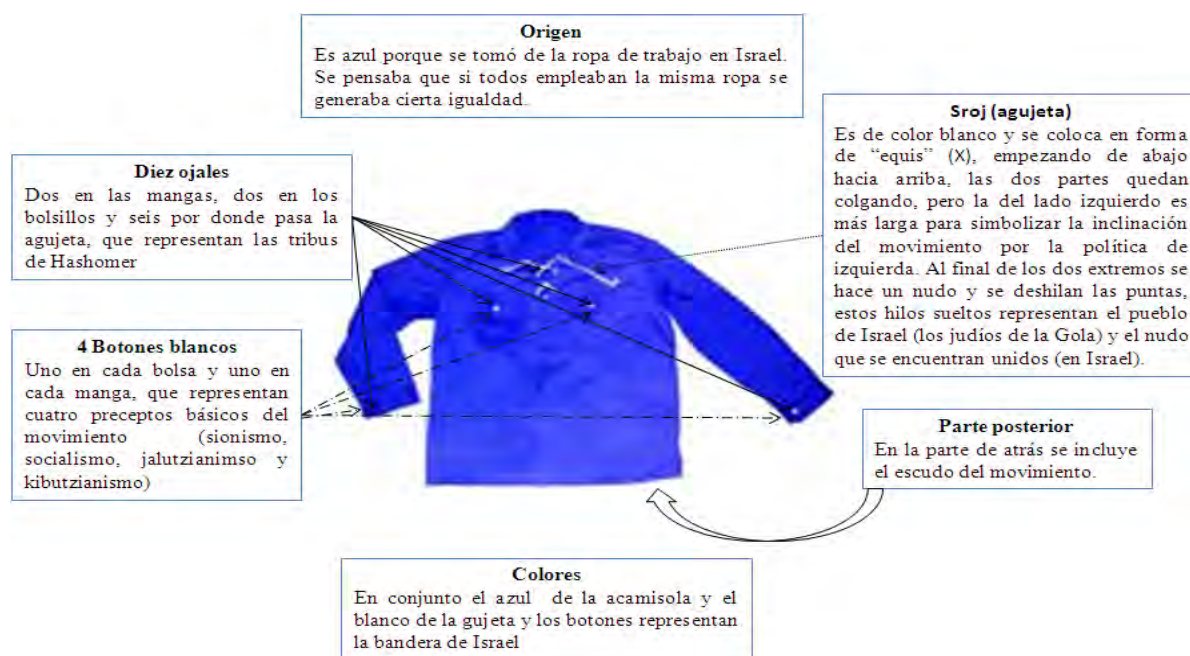 Origen
Es azul porque se tomó de la ropa de trabajo en Israel.
Se pensaba que si todos empleaban la misma ropa se
generaba cierta igualdad.
Sroj (agujeta)
Es de color blanco y se coloca en forma
de “equis” (X), empezando de abajo
hacia arriba, las dos partes quedan
colgando, pero la del lado izquierdo es
más larga para simbolizar la inclinación
del movimiento por la política de
izquierda. Al final de los dos extremos se
hace un nudo y se deshilan las puntas,
estos hilos sueltos representan el pueblo
de Israel (los judíos de la Gola) y el nudo
que se encuentran unidos (en Israel).
Diez ojales
Dos en las mangas, dos en los
bolsillos y seis por donde pasa la
agujeta, que representan las tribus
de Hashomer
4 Botones blancos
Uno en cada bolsa y uno en
cada manga, que representan
cuatro preceptos básicos del
movimiento (sionismo,
socialismo, jalutzianimso y
kibutzianismo)
Parte posterior
En la parte de atrás se incluye
el escudo del movimiento.
Colores
En conjunto el azul de la acamisola y el
blanco de la gujeta y los botones representan
la bandera de Israel